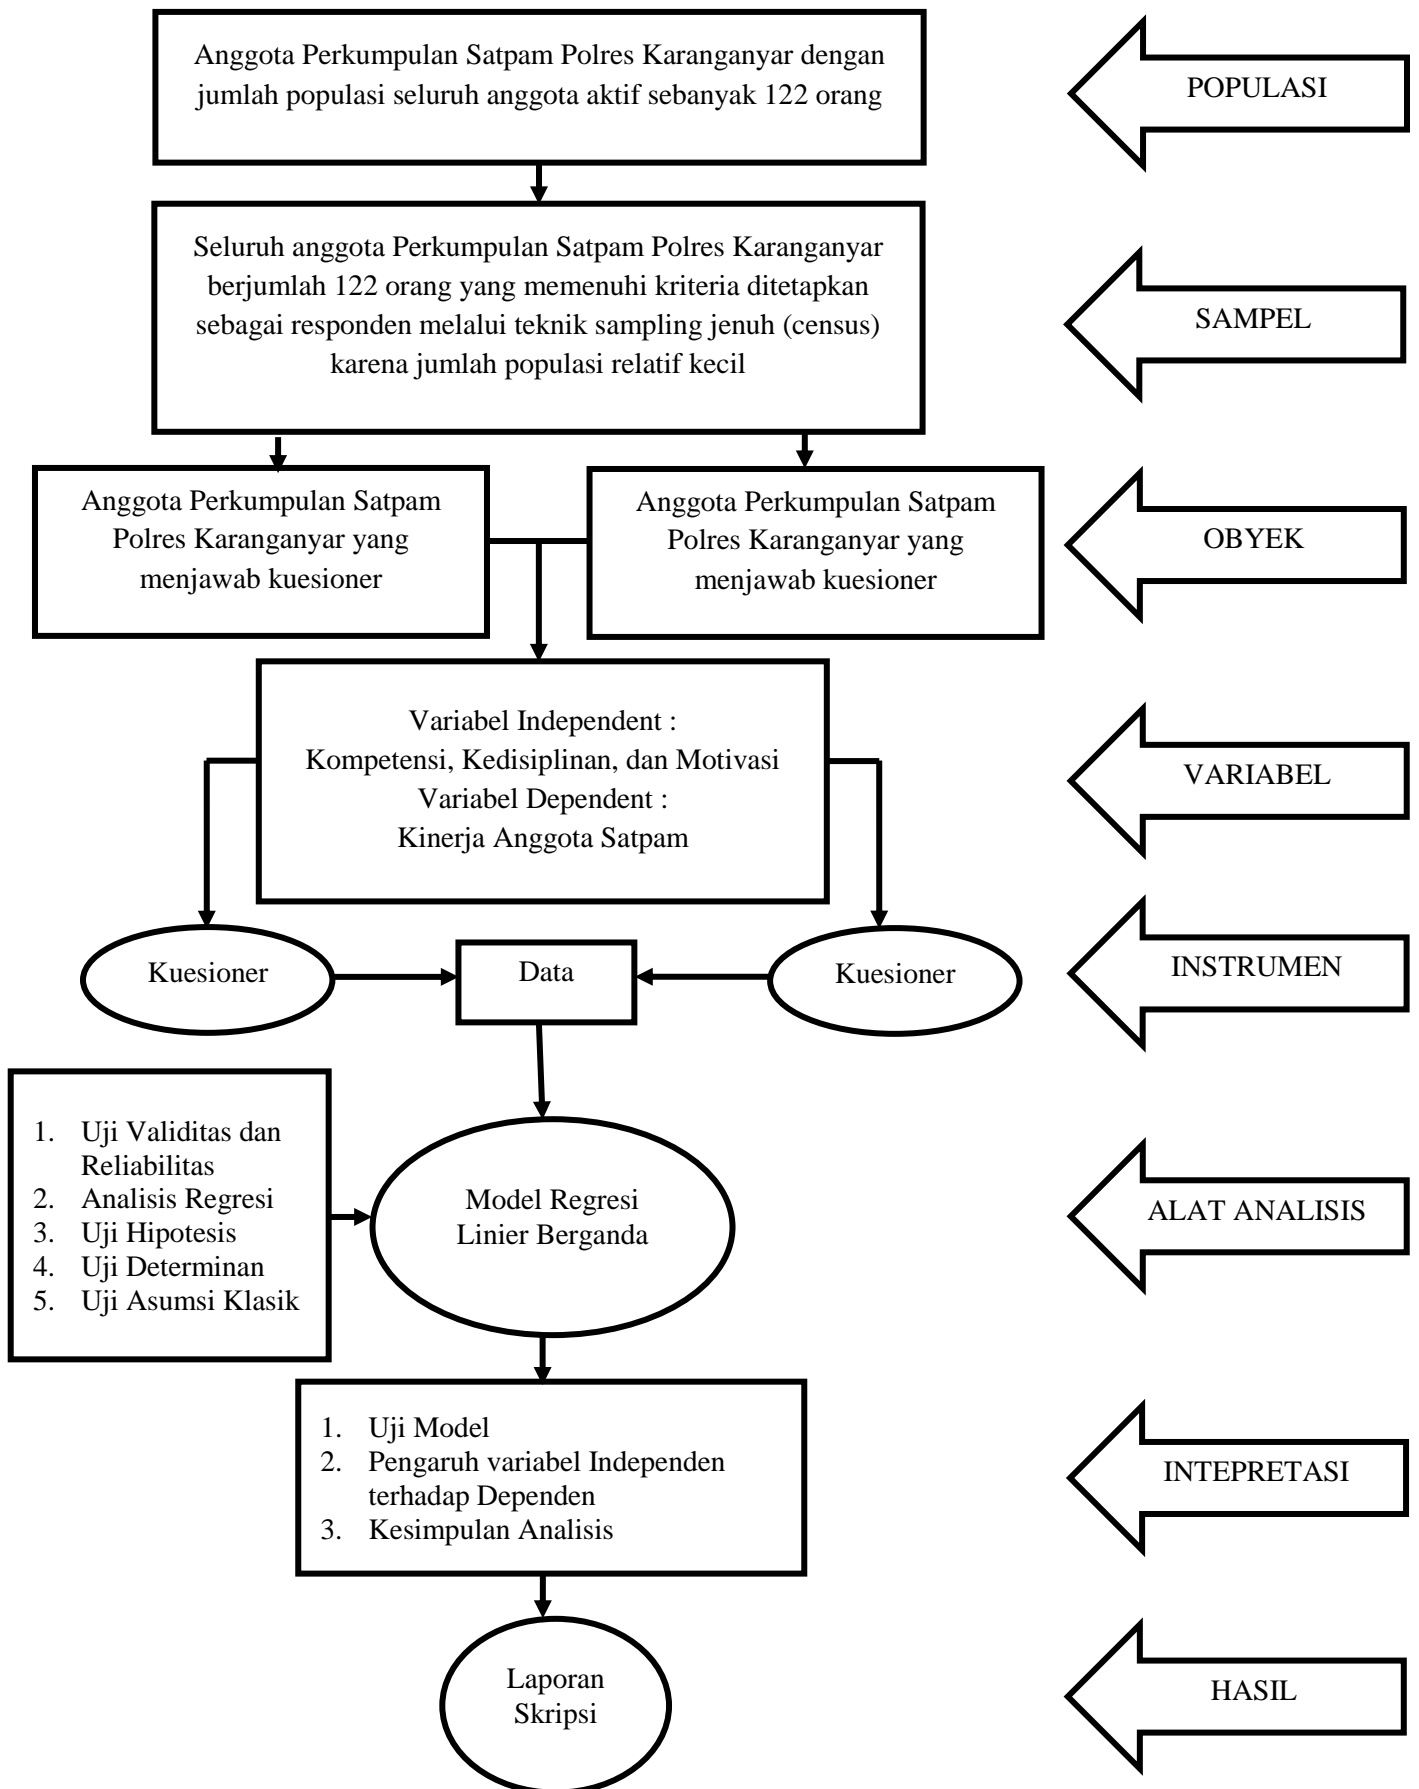 Anggota Perkumpulan Satpam Polres Karanganyar dengan
jumlah populasi seluruh anggota aktif sebanyak 122 orang
POPULASI
Seluruh anggota Perkumpulan Satpam Polres Karanganyar
berjumlah 122 orang yang memenuhi kriteria ditetapkan
sebagai responden melalui teknik sampling jenuh (census)
karena jumlah populasi relatif kecil
SAMPEL
Anggota Perkumpulan Satpam
Polres Karanganyar yang
menjawab kuesioner
Anggota Perkumpulan Satpam
Polres Karanganyar yang
menjawab kuesioner
OBYEK
Variabel Independent :
Kompetensi, Kedisiplinan, dan Motivasi
Variabel Dependent :
Kinerja Anggota Satpam
VARIABEL
Kuesioner
Data
Kuesioner
INSTRUMEN
1. Uji Validitas dan
Reliabilitas
2. Analisis Regresi
3. Uji Hipotesis
4. Uji Determinan
5. Uji Asumsi Klasik
Model Regresi
Linier Berganda
ALAT ANALISIS
1. Uji Model
2. Pengaruh variabel Independen
terhadap Dependen
3. Kesimpulan Analisis
INTEPRETASI
Laporan
Skripsi
HASIL